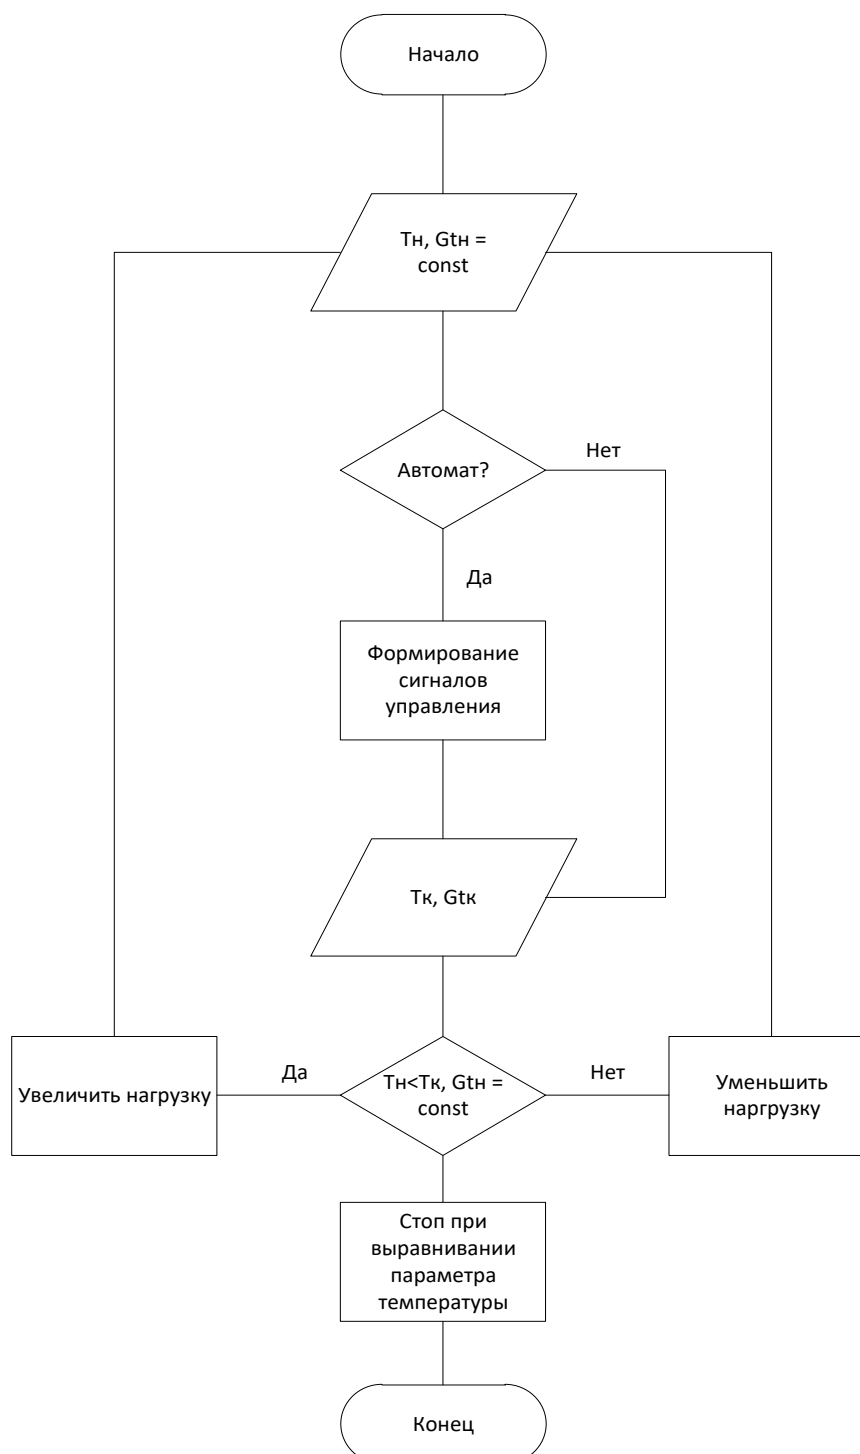 Начало
Тн, Gtн =
const
Автомат?
Нет
Да
Формирование
сигналов
управления
Тк, Gtк
Увеличить нагрузку
Да
Тн<Тк, Gtн =
const
Нет
Уменьшить
наргрузку
Стоп при
выравнивании
параметра
температуры
Конец